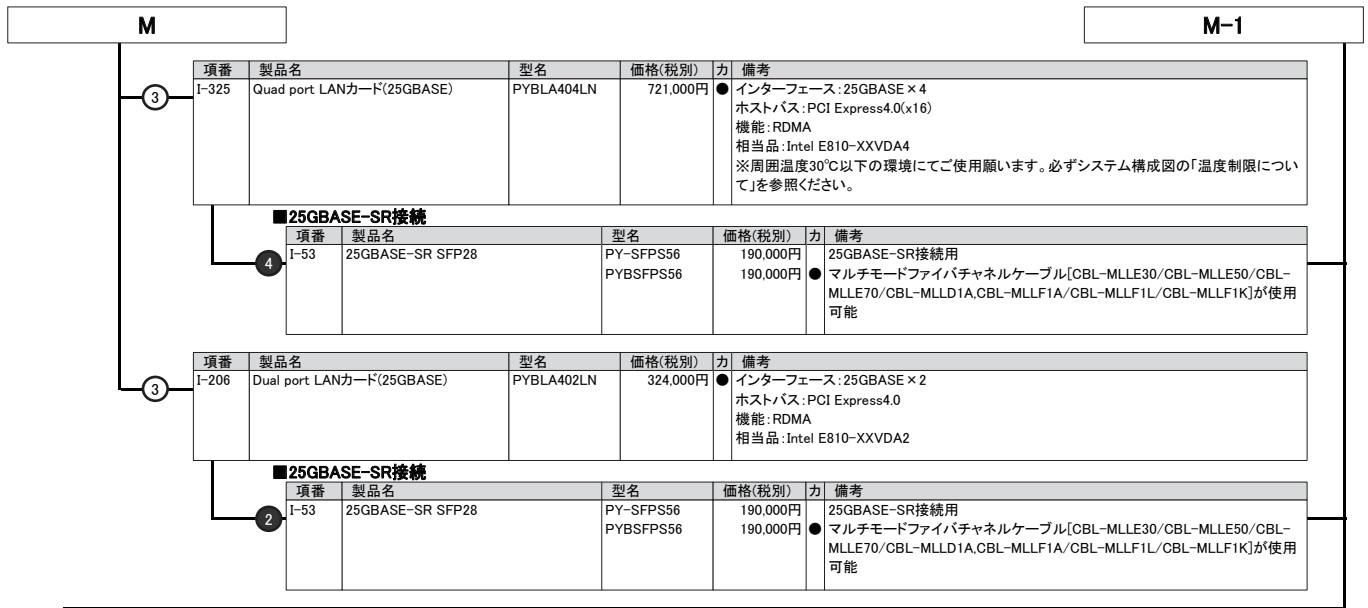 M
M-1
項番 製品名 型名 価格(税別) カ 備考
③ I-325 Quad port LANカード(25GBASE) PYBLA404LN 721,000円 ● インターフェース:25GBASE×4
ホストバス:PCI Express4.0(x16)
機能:RDMA
相当品:Intel E810-XXVDA4
※周囲温度30℃以下の環境にてご使用願います。必ずシステム構成図の「温度制限につい
て」を参照ください。
■25GBASE-SR接続
項番 製品名 型名 価格(税別) カ 備考
4 I-53 25GBASE-SR SFP28 PY-SFPS56 190,000円 25GBASE-SR接続用
PYBSFPS56 190,000円 ● マルチモードファイバチャネルケーブル[CBL-MLLE30/CBL-MLLE50/CBL-
MLLE70/CBL-MLLD1A,CBL-MLLF1A/CBL-MLLF1L/CBL-MLLF1K]が使用
可能
項番 製品名 型名 価格(税別) カ 備考
③ I-206 Dual port LANカード(25GBASE) PYBLA402LN 324,000円 ● インターフェース:25GBASE×2
ホストバス:PCI Express4.0
機能:RDMA
相当品:Intel E810-XXVDA2
■25GBASE-SR接続
項番 製品名 型名 価格(税別) カ 備考
2 I-53 25GBASE-SR SFP28 PY-SFPS56 190,000円 25GBASE-SR接続用
PYBSFPS56 190,000円 ● マルチモードファイバチャネルケーブル[CBL-MLLE30/CBL-MLLE50/CBL-
MLLE70/CBL-MLLD1A,CBL-MLLF1A/CBL-MLLF1L/CBL-MLLF1K]が使用
可能